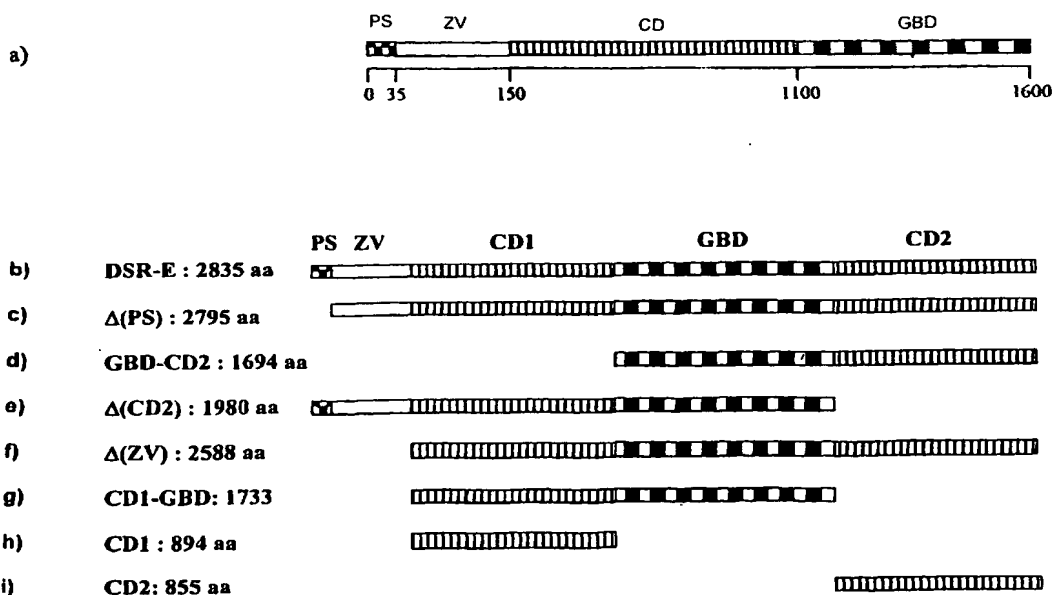 PS ZV CD GBD
a)
0 35 150 1100 1600
PS ZV CD1 GBD CD2
b) DSR-E : 2835 aa
c) Δ(PS) : 2795 aa
d) GBD-CD2 : 1694 aa
e) Δ(CD2) : 1980 aa
f) Δ(ZV) : 2588 aa
g) CD1-GBD: 1733
h) CD1 : 894 aa
i) CD2: 855 aa